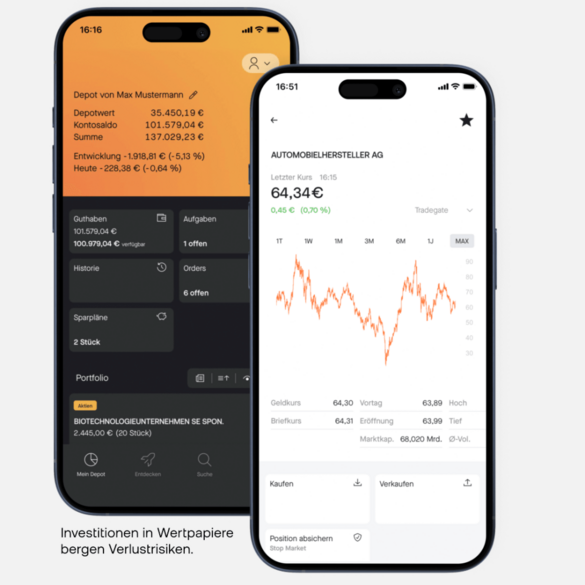 16:16
Depot von Max Mustermann
Depotwert 35.450,19 €
Kontosaldo 101.579,04 €
Summe 137.029,23 €
Entwicklung -1.918,81 € (-5,13 %)
Heute -228,38 € (-0,64 %)
Guthaben
101.579,04 €
100.979,04 € verfügbar
Aufgaben
1 offen
Historie
Orders
6 offen
Sparpläne
2 Stück
Portfolio
Aktien
BIOTECHNOLOGIEUNTERNEHMEN SE SPON.
2.445,00 € (20 Stück)
Mein Depot Entdecken Suche
16:51
AUTOMOBIELHERSTELLER AG
Letzter Kurs 16:15
64,34€
0,45 € (0,70 %) Tradegate
1T 1W 1M 3M 6M 1J MAX
90
80
70
60
50
40
30
Geldkurs 64,30 Vortag 63,89 Hoch
Briefkurs 64,31 Eröffnung 63,99 Tief
Marktkap. 68,020 Mrd. Ø-Vol.
Kaufen Verkaufen
Position absichern
Stop Market
Investitionen in Wertpapiere
bergen Verlustrisiken.